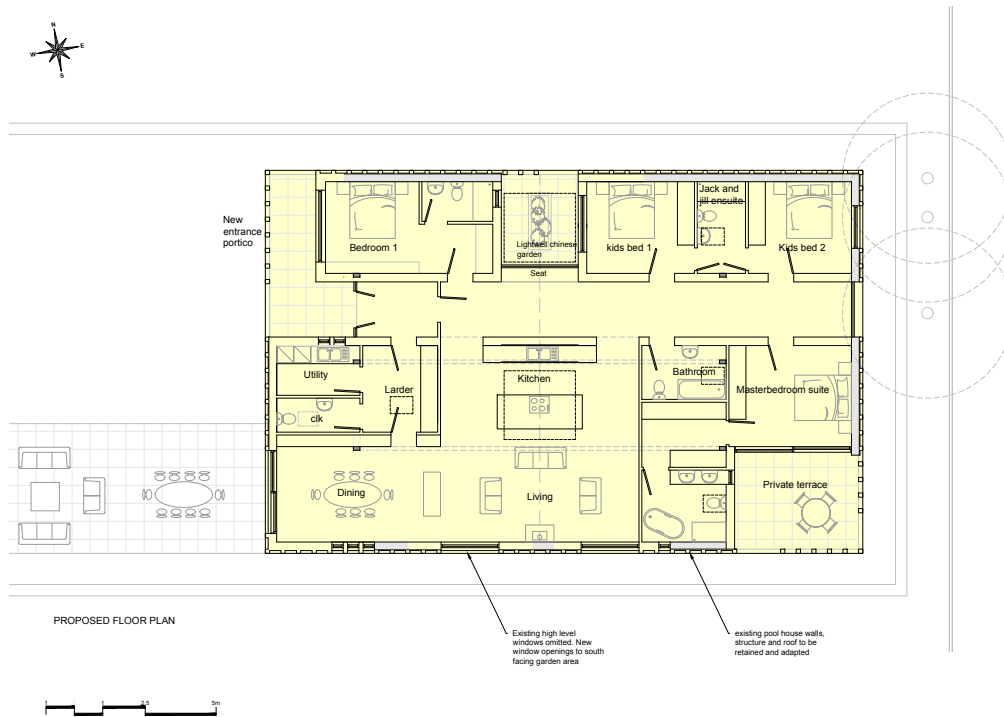 N
W E
S
New
entrance
portico
Bedroom 1
Lightwell chinese
garden
Seat
kids bed 1
Jack and
jill ensuite
Kids bed 2
Utility
Larder
clk
Kitchen
Bathroom
Masterbedroom suite
Dining
Living
Private terrace
PROPOSED FLOOR PLAN
Existing high level
windows omitted. New
window openings to south
facing garden area
existing pool house walls,
structure and roof to be
retained and adapted
1 1 2.5 5m